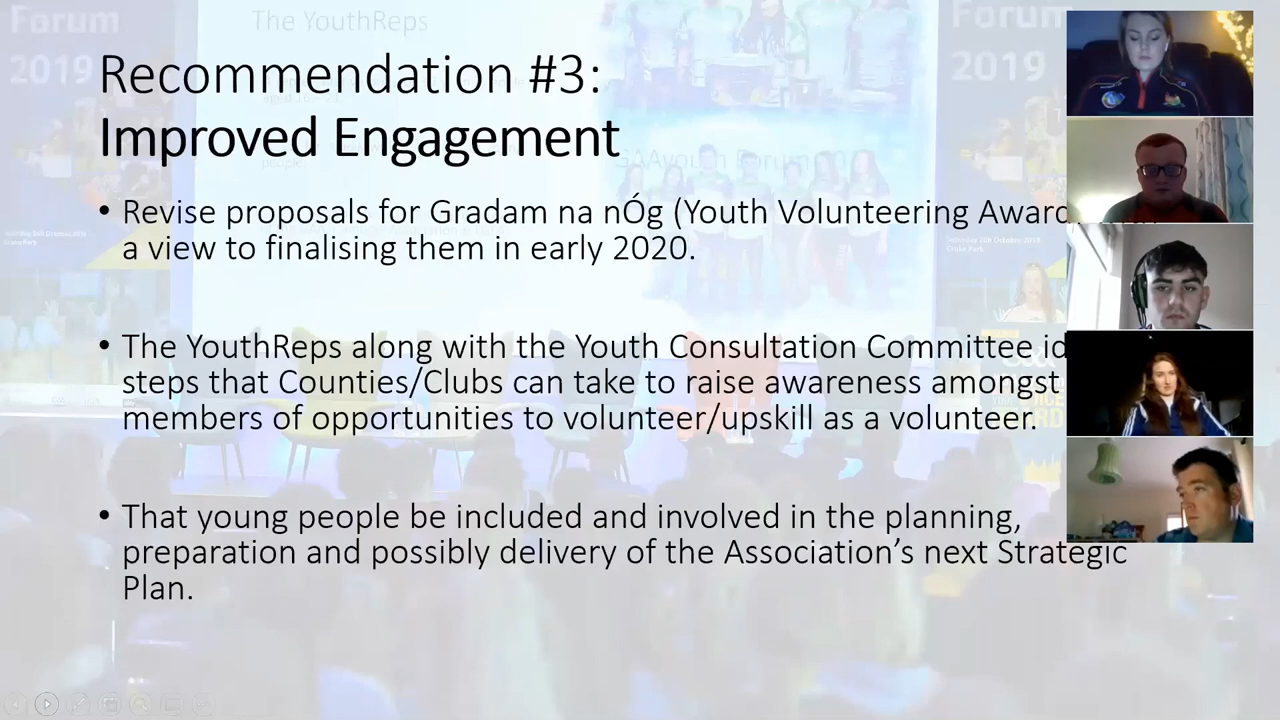 Forum
2019
The YouthReps
Forum
2019
Recommendation #3:
Improved Engagement
GAAyouth Forum
• Revise proposals for Gradam na nÓg (Youth Volunteering Award
a view to finalising them in early 2020.
• The YouthReps along with the Youth Consultation Committee id
steps that Counties/Clubs can take to raise awareness amongst
members of opportunities to volunteer/upskill as a volunteer.
• That young people be included and involved in the planning,
preparation and possibly delivery of the Association’s next Strategic
Plan.